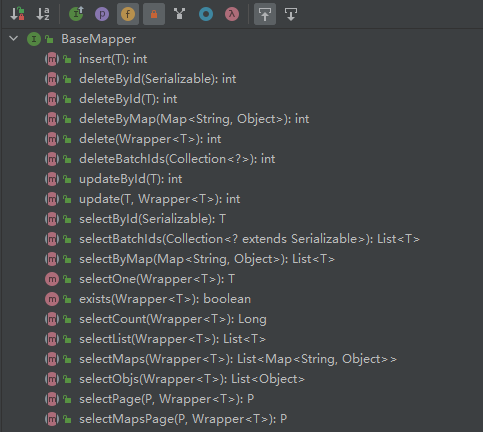 BaseMapper
insert(T): int
deleteById(Serializable): int
deleteById(T): int
deleteByMap(Map<String, Object>): int
delete(Wrapper<T>): int
deleteBatchIds(Collection<?>): int
updateById(T): int
update(T, Wrapper<T>): int
selectById(Serializable): T
selectBatchIds(Collection<? extends Serializable>): List<T>
selectByMap(Map<String, Object>): List<T>
selectOne(Wrapper<T>): T
exists(Wrapper<T>): boolean
selectCount(Wrapper<T>): Long
selectList(Wrapper<T>): List<T>
selectMaps(Wrapper<T>): List<Map<String, Object>>
selectObjs(Wrapper<T>): List<Object>
selectPage(P, Wrapper<T>): P
selectMapsPage(P, Wrapper<T>): P